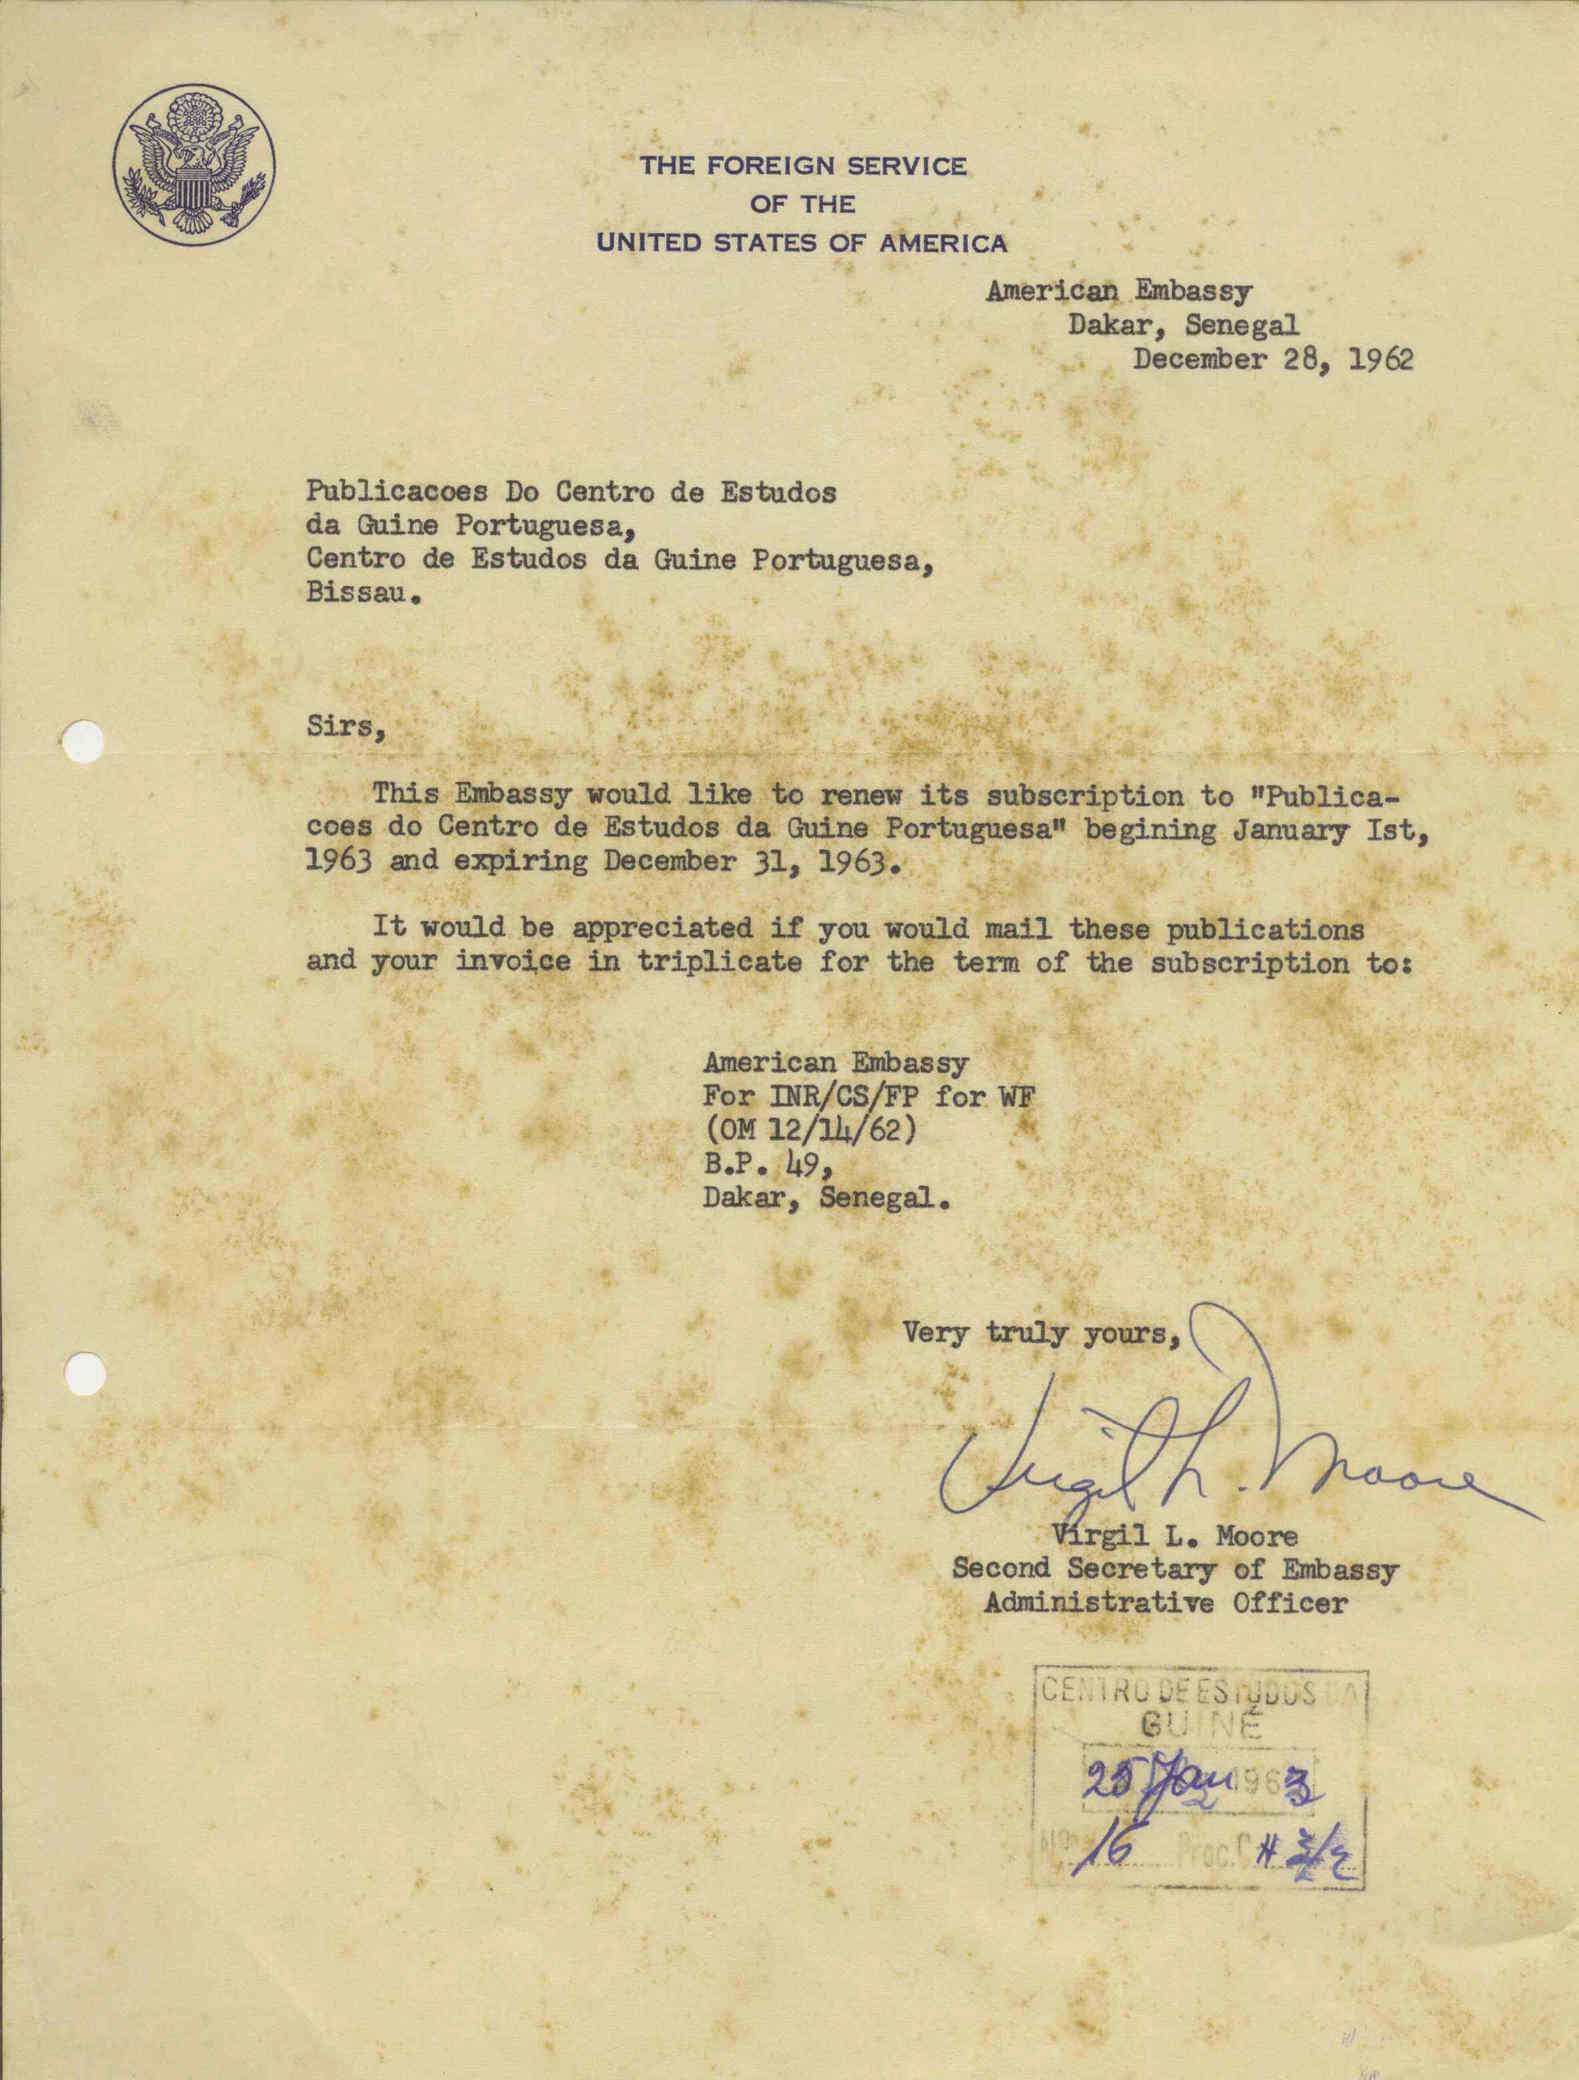 THE FOREIGN SERVICE
OF THE
UNITED STATES OF AMERICA
American Embassy
Dakar, Senegal
December 28, 1962
Publicacoes Do Centro de Estudos
da Guine Portuguesa,
Centro de Estudos da Guine Portuguesa,
Bissau.
Sirs,
This Embassy would like to renew its subscription to "Publica-
coes do Centro de Estudos da Guine Portuguesa" begining January Ist,
1963 and expiring December 31, 1963.
It would be appreciated if you would mail these publications
and your invoice in triplicate for the term of the subscription to:
American Embassy
For INR/CS/FP for WF
(OM 12/14/62)
B.P. 49,
Dakar, Senegal.
Very truly yours,
Virgil L. Moore
Virgil L. Moore
Second Secretary of Embassy
Administrative Officer
CENTRO DE ESTUDOS DA
GUINÉ
25 Jan 1963
Nº 16 Proc. C